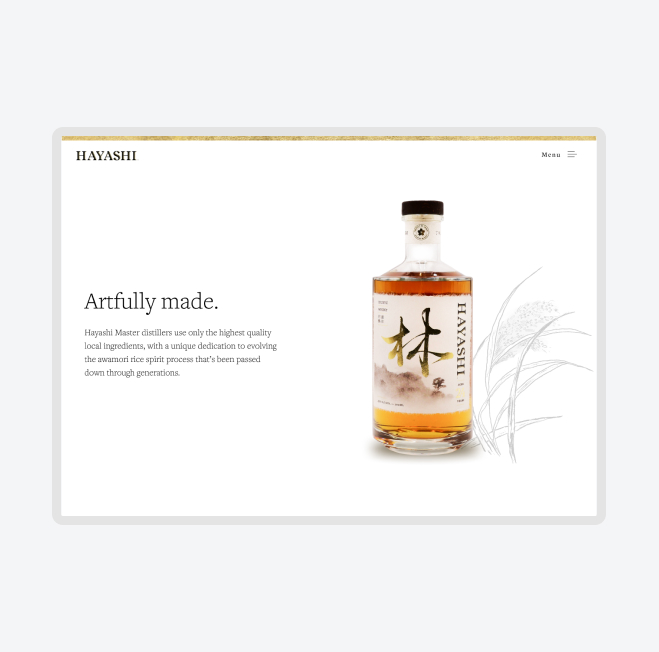 HAYASHI
Menu
Artfully made.
Hayashi Master distillers use only the highest quality
local ingredients, with a unique dedication to evolving
the awamori rice spirit process that's been passed
down through generations.
林
HAYASHI